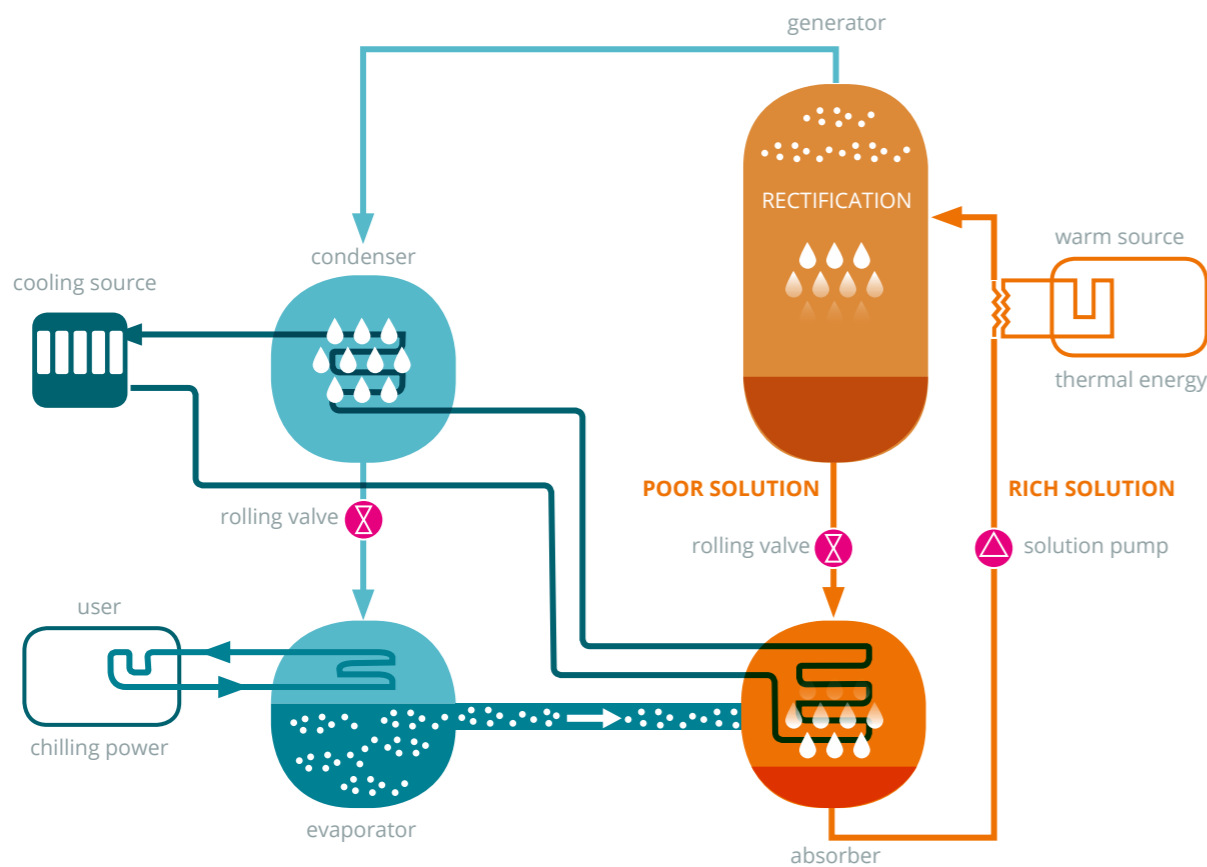 generator
RECTIFICATION
condenser
warm source
cooling source
thermal energy
POOR SOLUTION
RICH SOLUTION
rolling valve
rolling valve
solution pump
user
chilling power
evaporator
absorber